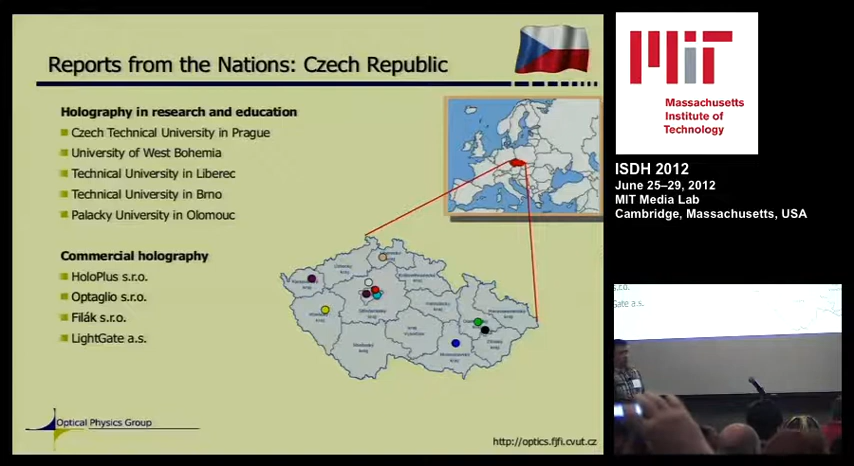 Reports from the Nations: Czech Republic
Holography in research and education
Czech Technical University in Prague
University of West Bohemia
Technical University in Liberec
Technical University in Brno
Palacky University in Olomouc
Commercial holography
HoloPlus s.r.o.
Optaglio s.r.o.
Filák s.r.o.
LightGate a.s.
Optical Physics Group
http://optics.fjfi.cvut.cz
MIT
Massachusetts
Institute of
Technology
ISDH 2012
June 25–29, 2012
MIT Media Lab
Cambridge, Massachusetts, USA
s.r.o.
Gate a.s.